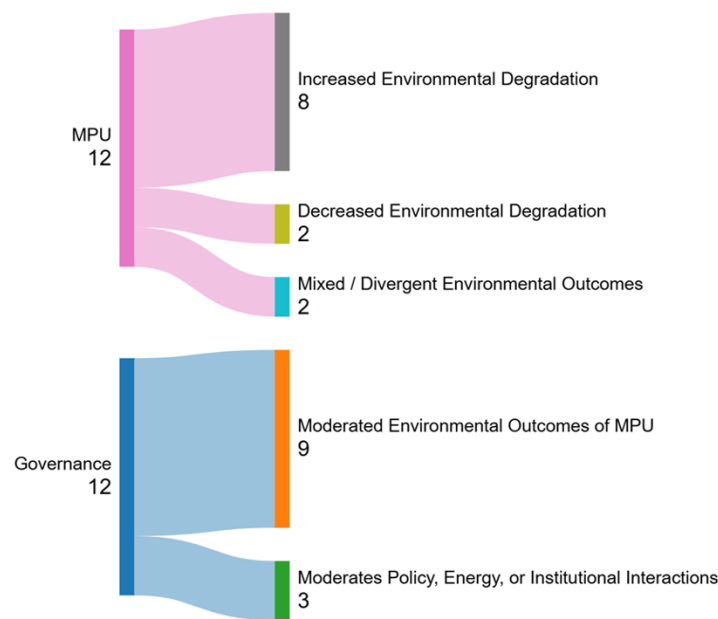 MPU
12
Increased Environmental Degradation
8
Decreased Environmental Degradation
2
Mixed / Divergent Environmental Outcomes
2
Governance
12
Moderated Environmental Outcomes of MPU
9
Moderates Policy, Energy, or Institutional Interactions
3